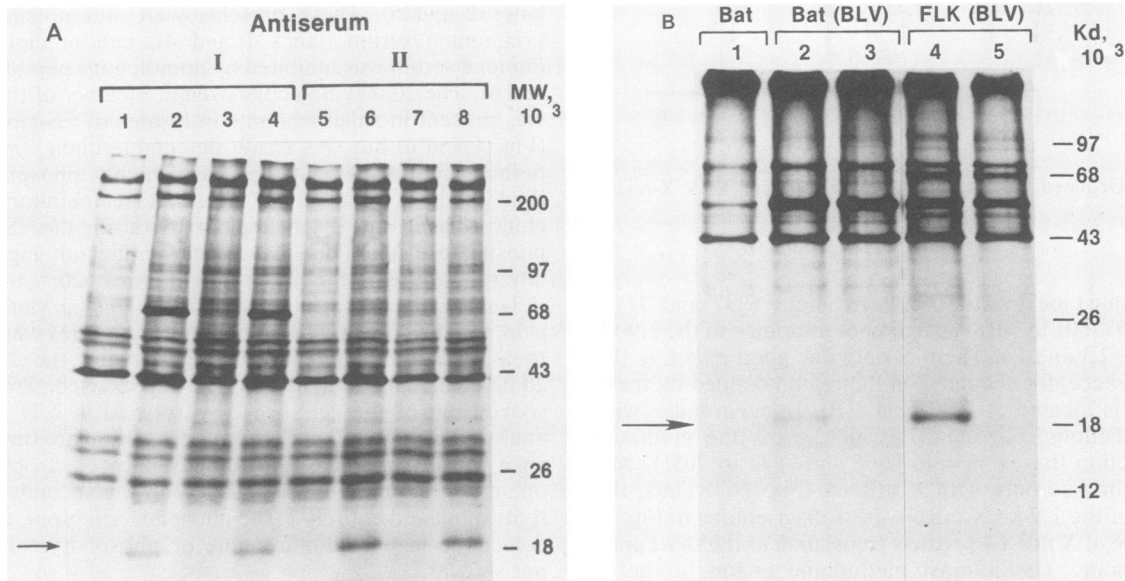 A
Antiserum
I II
1 2 3 4 5 6 7 8
MW,
10³
– 200
– 97
– 68
– 43
– 26
– 18
B
Bat Bat (BLV) FLK (BLV)
1 2 3 4 5
Kd,
10³
– 97
– 68
– 43
– 26
18
– 12